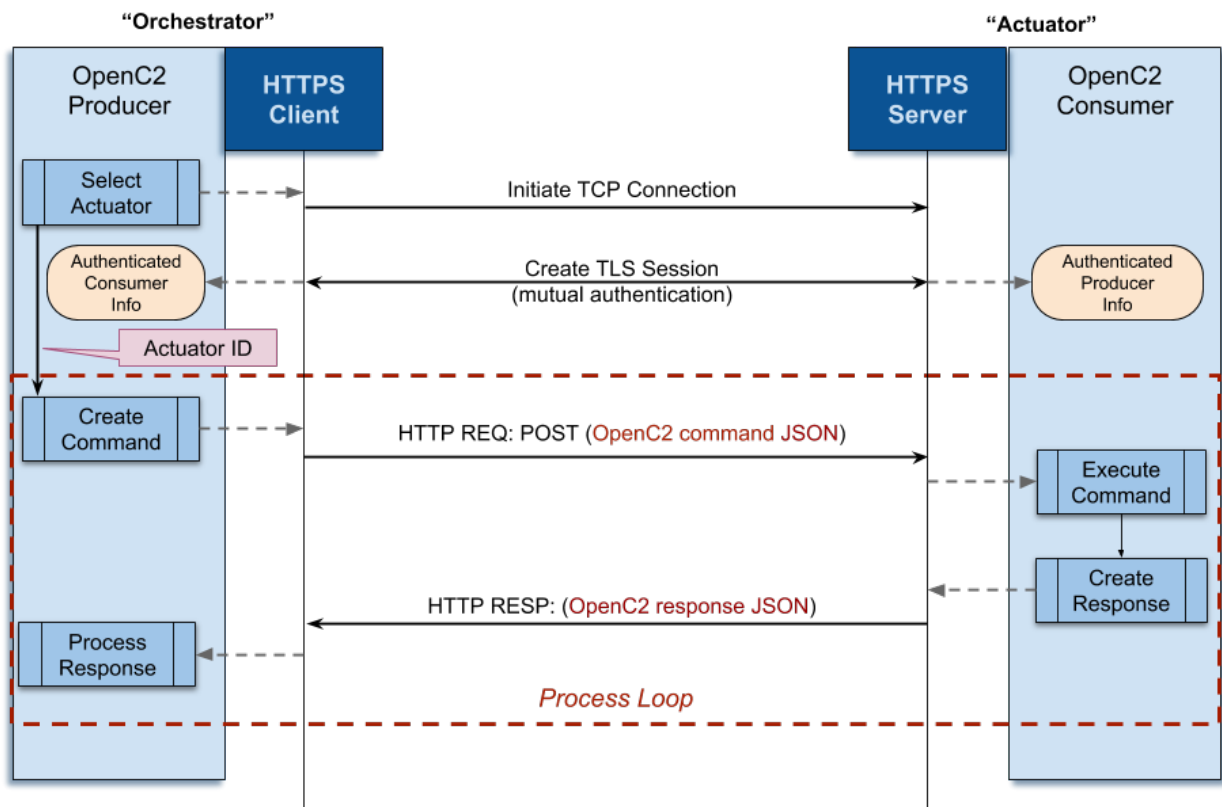 “Orchestrator”
“Actuator”
OpenC2
Producer
HTTPS
Client
HTTPS
Server
OpenC2
Consumer
Select
Actuator
Initiate TCP Connection
Authenticated
Consumer
Info
Create TLS Session
(mutual authentication)
Authenticated
Producer
Info
Actuator ID
Create
Command
HTTP REQ: POST (OpenC2 command JSON)
Execute
Command
Create
Response
HTTP RESP: (OpenC2 response JSON)
Process
Response
Process Loop